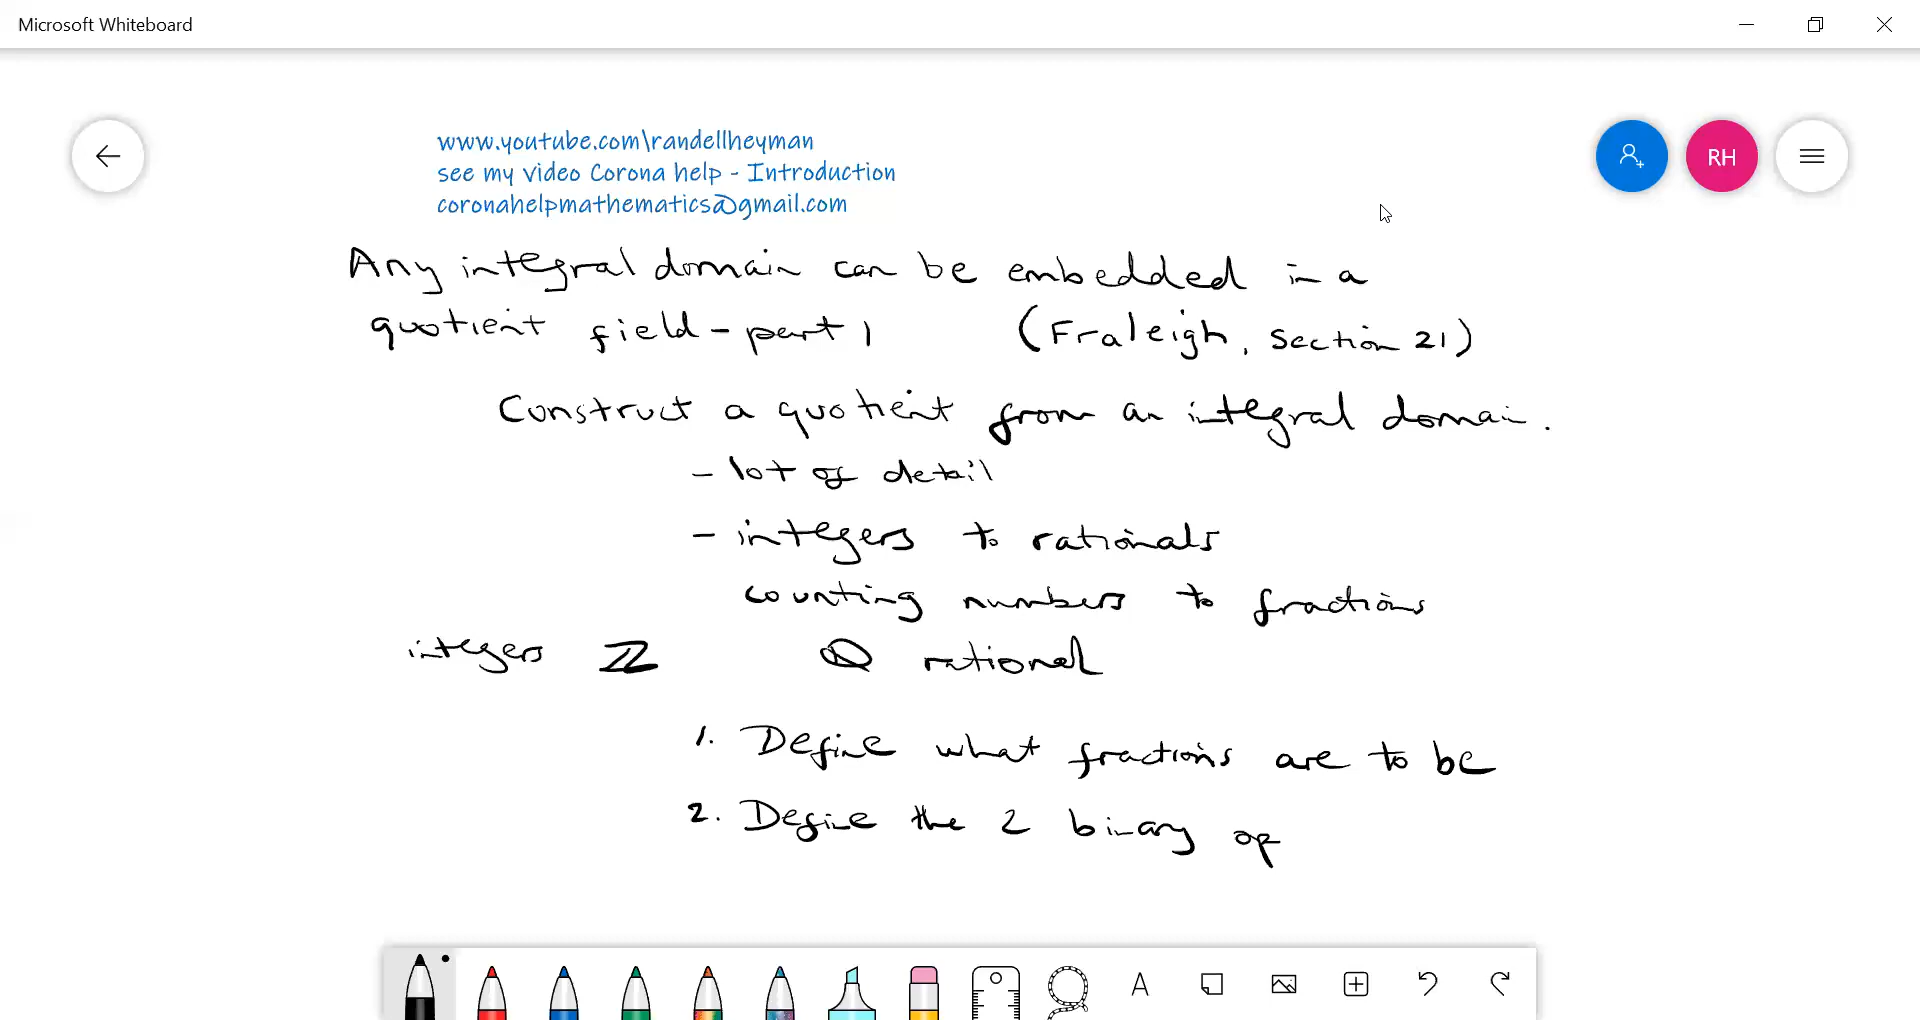 Microsoft Whiteboard
www.youtube.com\randellheyman
see my video Corona help - Introduction
coronahelpmathematics@gmail.com
RH
Any integral domain can be embedded in a
quotient field - part 1 (Fraleigh, section 21)
Construct a quotient from an integral domain.
- lot of detail
- integers to rationals
counting numbers to fractions
integers ℤ ℚ rational
1. Define what fractions are to be
2. Define the 2 binary op
A